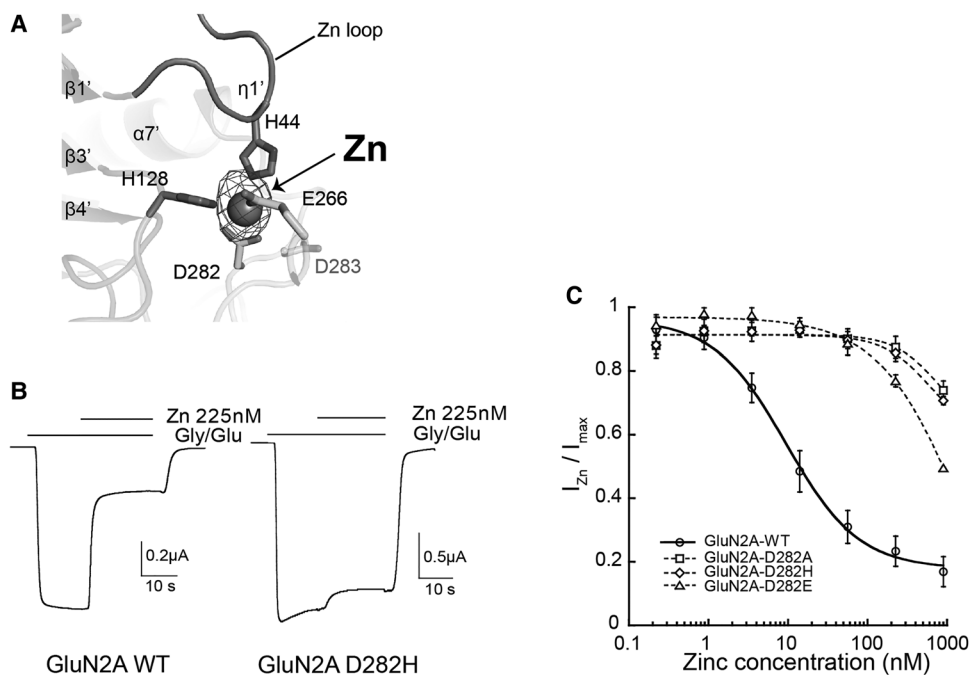 A
Zn loop
β1'
η1'
H44
α7'
Zn
β3'
H128
E266
β4'
D282
D283
B
Zn 225nM
Gly/Glu
0.2µA
10 s
GluN2A WT
Zn 225nM
Gly/Glu
0.5µA
10 s
GluN2A D282H
C
I Zn / I max
1
0.8
0.6
0.4
0.2
0
GluN2A-WT
GluN2A-D282A
GluN2A-D282H
GluN2A-D282E
0.1 1 10 100 1000
Zinc concentration (nM)